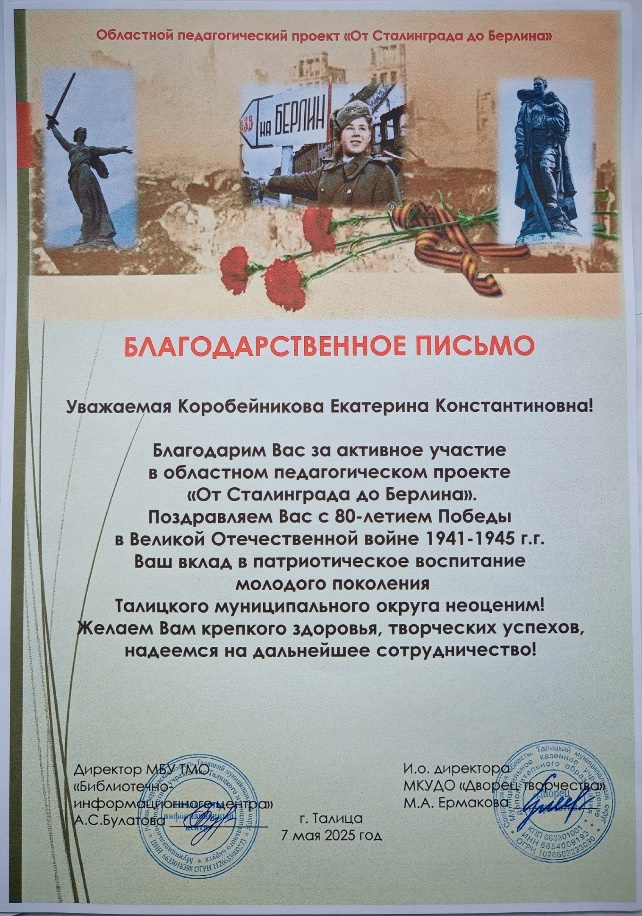 Областной педагогический проект «От Сталинграда до Берлина»
НА БЕРЛИН
БЛАГОДАРСТВЕННОЕ ПИСЬМО
Уважаемая Коробейникова Екатерина Константиновна!
Благодарим Вас за активное участие
в областном педагогическом проекте
«От Сталинграда до Берлина».
Поздравляем Вас с 80-летием Победы
в Великой Отечественной войне 1941-1945 г.г.
Ваш вклад в патриотическое воспитание
молодого поколения
Талицкого муниципального округа неоценим!
Желаем Вам крепкого здоровья, творческих успехов,
надеемся на дальнейшее сотрудничество!
Директор МБУ ТМО
«Библиотечно-
информационного центра»
А.С.Булатова
И.о. директора
МКУДО «Дворец творчества»
М.А. Ермакова
г. Талица
7 мая 2025 год